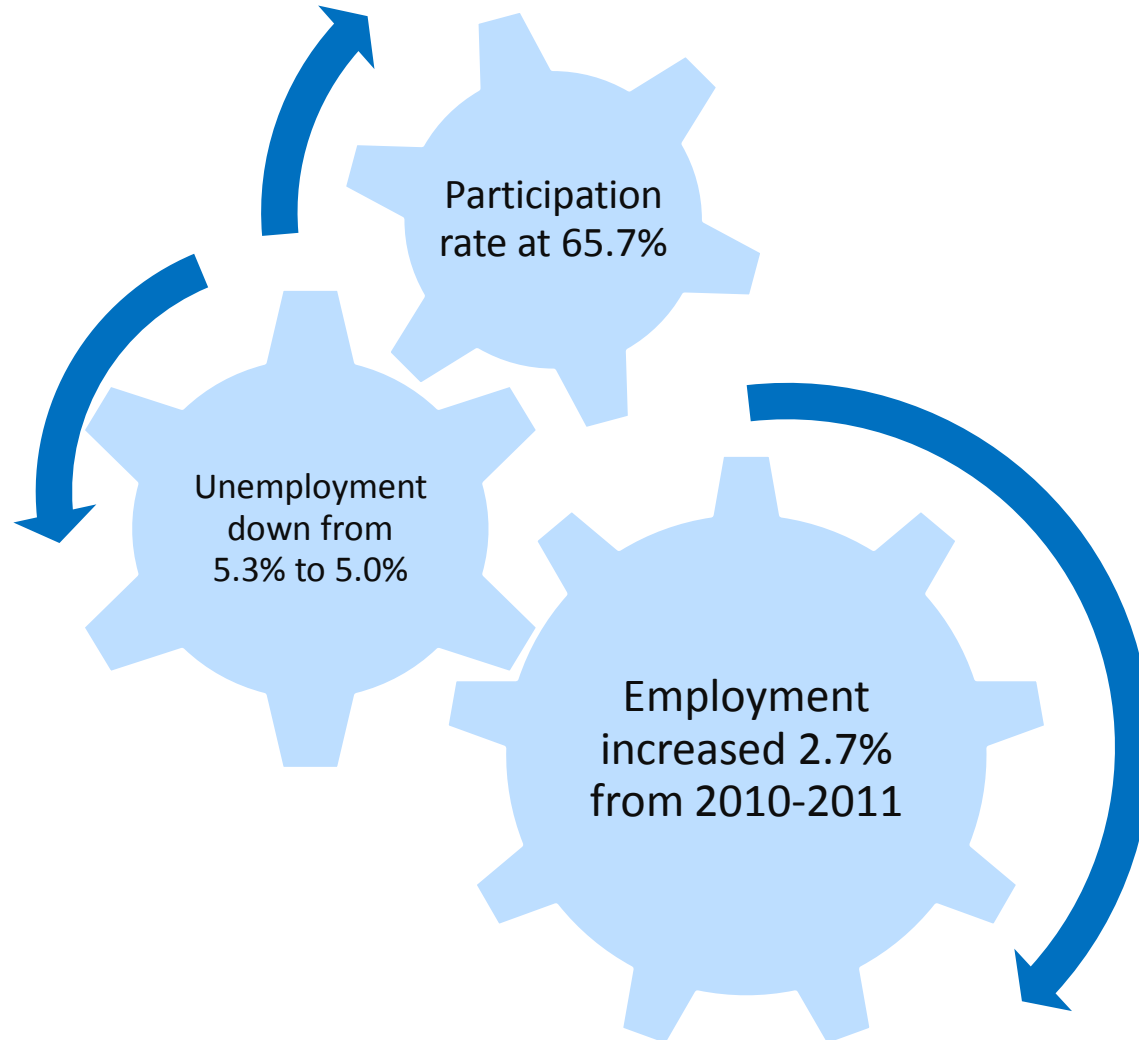 Participation
rate at 65.7%
Unemployment
down from
5.3% to 5.0%
Employment
increased 2.7%
from 2010-2011